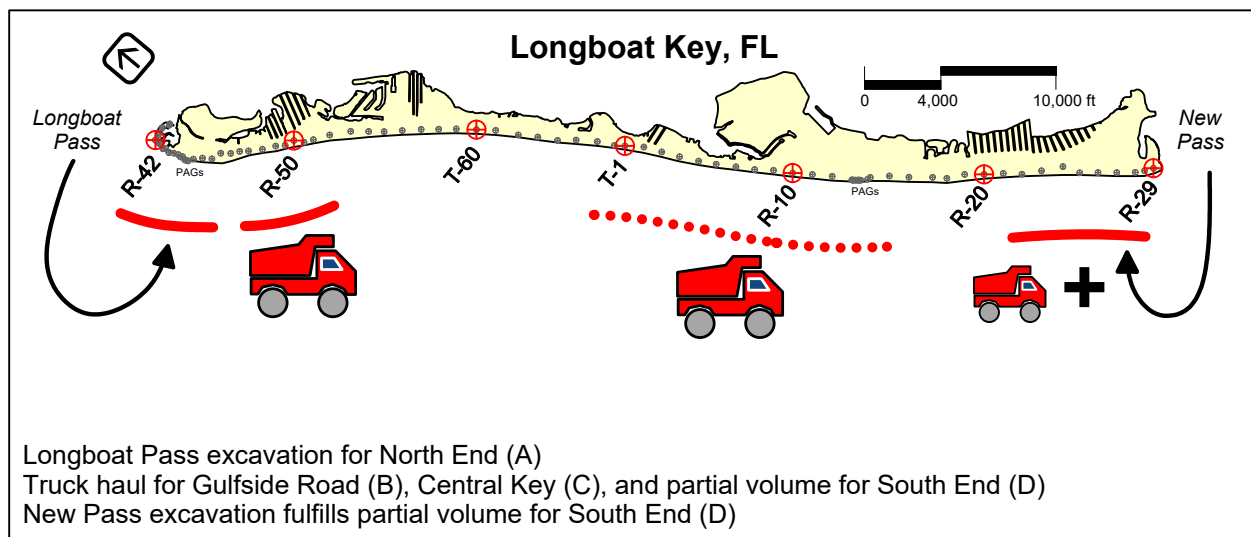 Longboat Key, FL
0 4,000 10,000 ft
Longboat
Pass
New
Pass
PAGs
PAGs
R-42
R-50
T-60
T-1
R-10
R-20
R-29
Longboat Pass excavation for North End (A)
Truck haul for Gulfside Road (B), Central Key (C), and partial volume for South End (D)
New Pass excavation fulfills partial volume for South End (D)